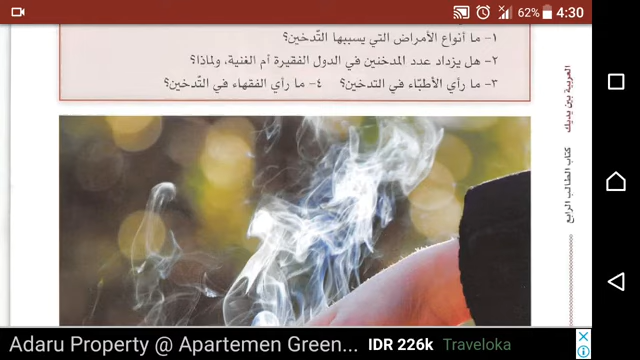 62% 4:30
١- ما أنواع الأمراض التي يسببها التّدخين؟
٢- هل يزداد عدد المدخنين في الدول الفقيرة أم الغنية، ولماذا؟
٣- ما رأي الأطبّاء في التدخين؟ ٤- ما رأي الفقهاء في التّدخين؟
العربية بين يديك كتاب الطالب الرابع
Adaru Property @ Apartemen Green... IDR 226k Traveloka